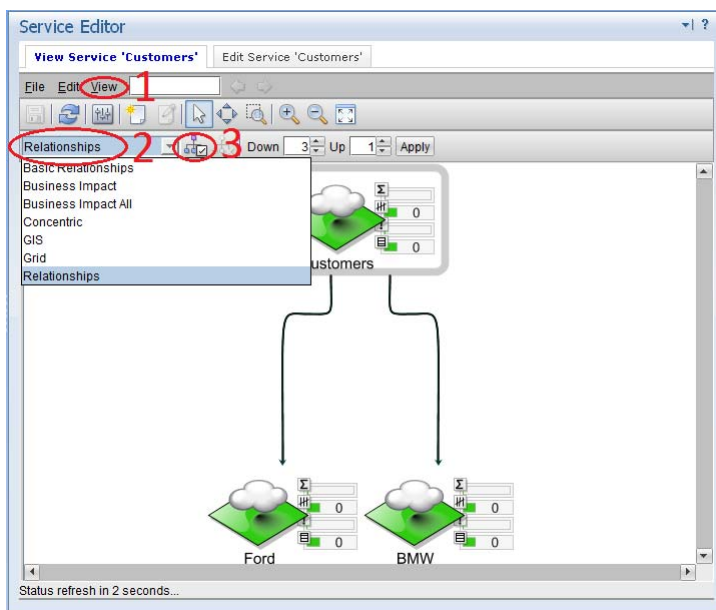 Service Editor ?
View Service 'Customers' Edit Service 'Customers'
File Edit View 1
Relationships 2 3 Down 3 Up 1 Apply
Basic Relationships
Business Impact
Business Impact All
Concentric
GIS
Grid
Relationships
Σ
0
0
ustomers
Σ
0
0
Ford
Σ
0
0
BMW
Status refresh in 2 seconds...